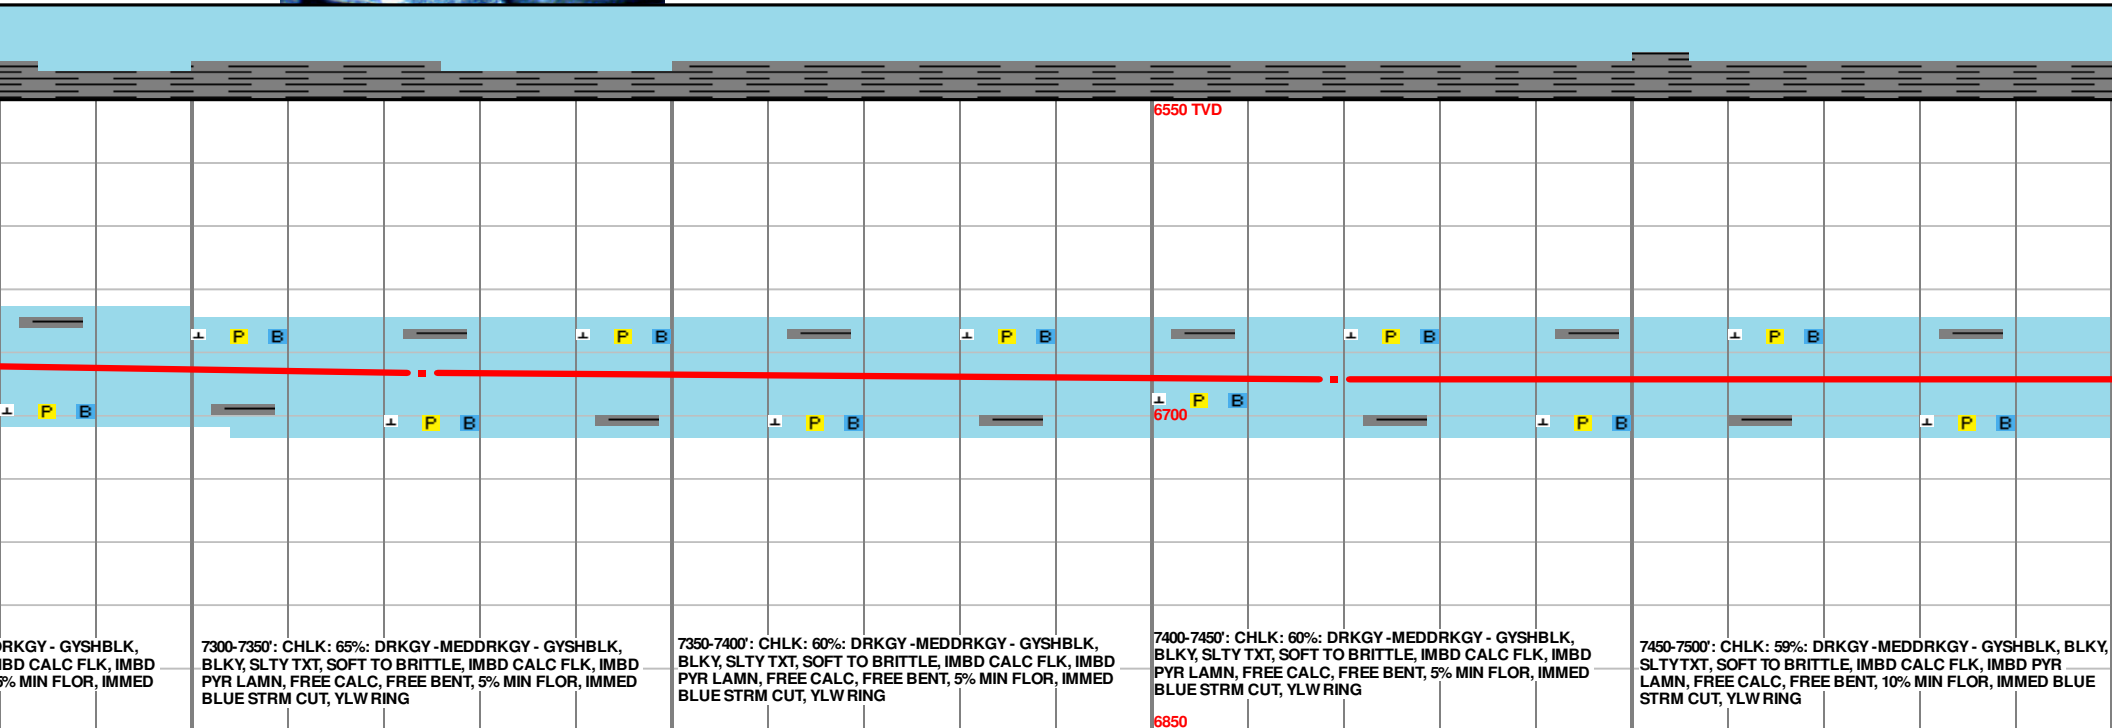 6550 TVD
P B
P B
P B
P B
P B
P B
P B
P B
P B
P B
P B
6700
P B
DRKGY - GYSHBLK,
IMBD CALC FLK, IMBD
5% MIN FLOR, IMMED
7300-7350': CHLK: 65%: DRKGY -MEDDRKGY - GYSHBLK,
BLKY, SLTY TXT, SOFT TO BRITTLE, IMBD CALC FLK, IMBD
PYR LAMN, FREE CALC, FREE BENT, 5% MIN FLOR, IMMED
BLUE STRM CUT, YLW RING
7350-7400': CHLK: 60%: DRKGY -MEDDRKGY - GYSHBLK,
BLKY, SLTY TXT, SOFT TO BRITTLE, IMBD CALC FLK, IMBD
PYR LAMN, FREE CALC, FREE BENT, 5% MIN FLOR, IMMED
BLUE STRM CUT, YLW RING
7400-7450': CHLK: 60%: DRKGY -MEDDRKGY - GYSHBLK,
BLKY, SLTY TXT, SOFT TO BRITTLE, IMBD CALC FLK, IMBD
PYR LAMN, FREE CALC, FREE BENT, 5% MIN FLOR, IMMED
BLUE STRM CUT, YLW RING
7450-7500': CHLK: 59%: DRKGY -MEDDRKGY - GYSHBLK, BLKY,
SLTY TXT, SOFT TO BRITTLE, IMBD CALC FLK, IMBD PYR
LAMN, FREE CALC, FREE BENT, 10% MIN FLOR, IMMED BLUE
STRM CUT, YLW RING
6850